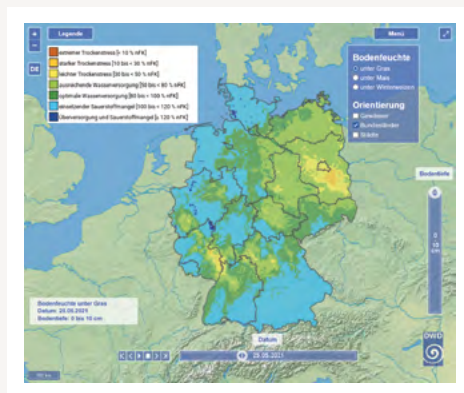 +
−
DE
Legende
extremer Trockenstress [< 10 % nFK]
starker Trockenstress [10 bis < 30 % nFK]
leichter Trockenstress [30 bis < 50 % nFK]
ausreichende Wasserversorgung [50 bis < 80 % nFK]
optimale Wasserversorgung [80 bis < 100 % nFK]
einsetzender Sauerstoffmangel [100 bis < 120 % nFK]
Überversorgung und Sauerstoffmangel [≥ 120 % nFK]
Menü
Bodenfeuchte
unter Gras
unter Mais
unter Winterweizen
Orientierung
Gewässer
Bundesländer
Städte
Bodentiefe
0
10
cm
Bodenfeuchte unter Gras
Datum: 25.05.2021
Bodentiefe: 0 bis 10 cm
Datum
25.05.2021
DWD